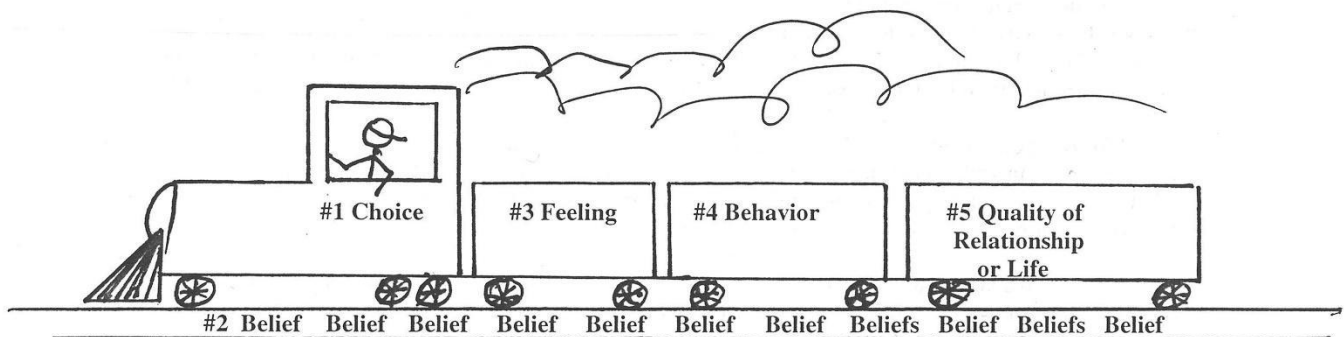 #1 Choice
#3 Feeling
#4 Behavior
#5 Quality of
Relationship
or Life
#2 Belief Belief Belief Belief Belief Belief Belief Beliefs Belief Beliefs Belief